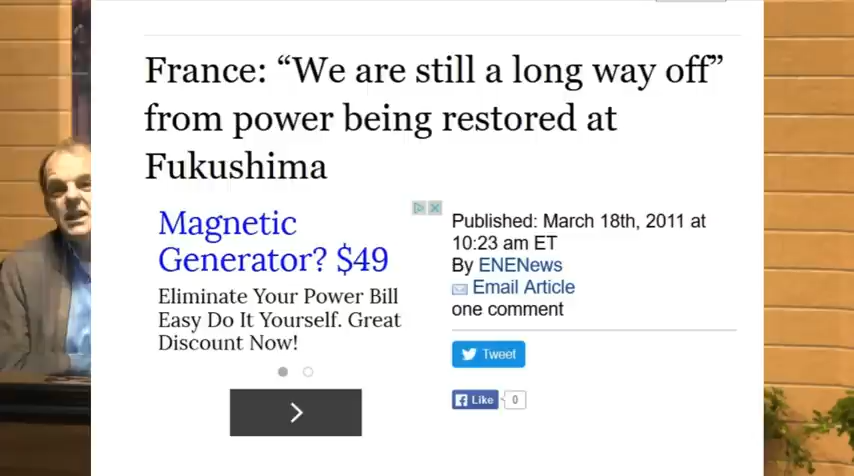 France: “We are still a long way off”
from power being restored at
Fukushima
Magnetic
Generator? $49
Eliminate Your Power Bill
Easy Do It Yourself. Great
Discount Now!
Published: March 18th, 2011 at
10:23 am ET
By ENENews
Email Article
one comment
Tweet
Like 0